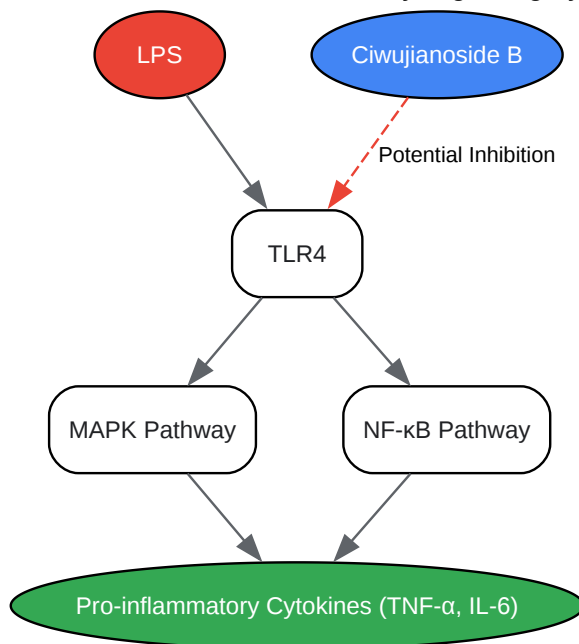 LPS
Ciwujianoside B
Potential Inhibition
TLR4
MAPK Pathway
NF-κB Pathway
Pro-inflammatory Cytokines (TNF-α, IL-6)